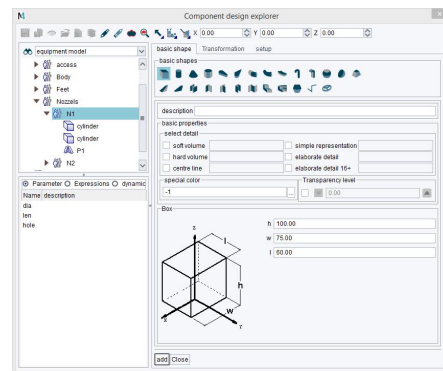 Component design explorer
X 0.00 Y 0.00 Z 0.00
equipment model
access
Body
Feet
Nozzels
N1
cylinder
cylinder
P1
N2
Parameter Expressions dynamic
Name description
dia
len
hole
basic shape Transformation setup
basic shapes
description
basic properties
select detail
soft volume simple representation
hard volume elaborate detail
centre line elaborate detail 16+
special color Transparency level
-1 ... 0.00
Box
h 100.00
w 75.00
l 60.00
z
l
h
w
x
Y
add Close